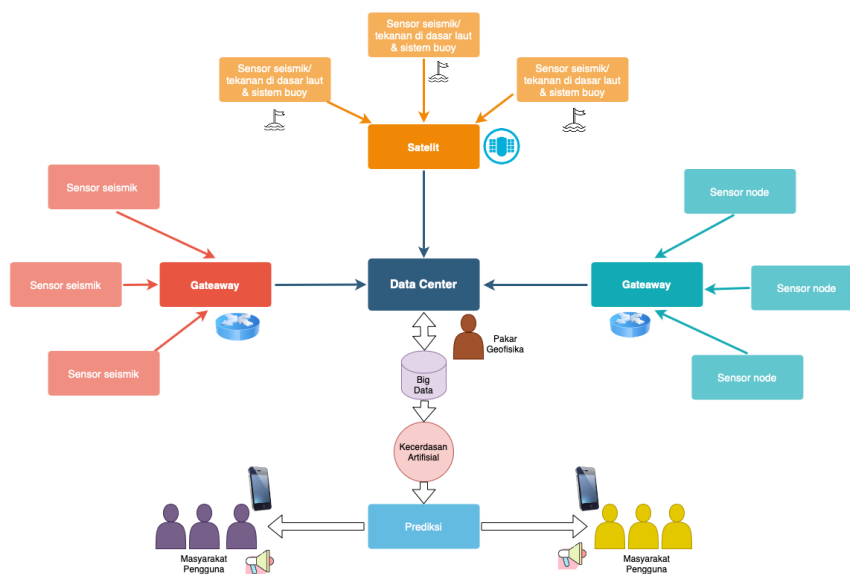 Sensor seismik/
tekanan di dasar laut
& sistem buoy
Sensor seismik/
tekanan di dasar laut
& sistem buoy
Sensor seismik/
tekanan di dasar laut
& sistem buoy
Satelit
Sensor seismik
Sensor node
Sensor seismik
Gateaway
Data Center
Gateaway
Sensor node
Pakar
Geofisika
Sensor seismik
Sensor node
Big
Data
Kecerdasan
Artifisial
Prediksi
Masyarakat
Pengguna
Masyarakat
Pengguna